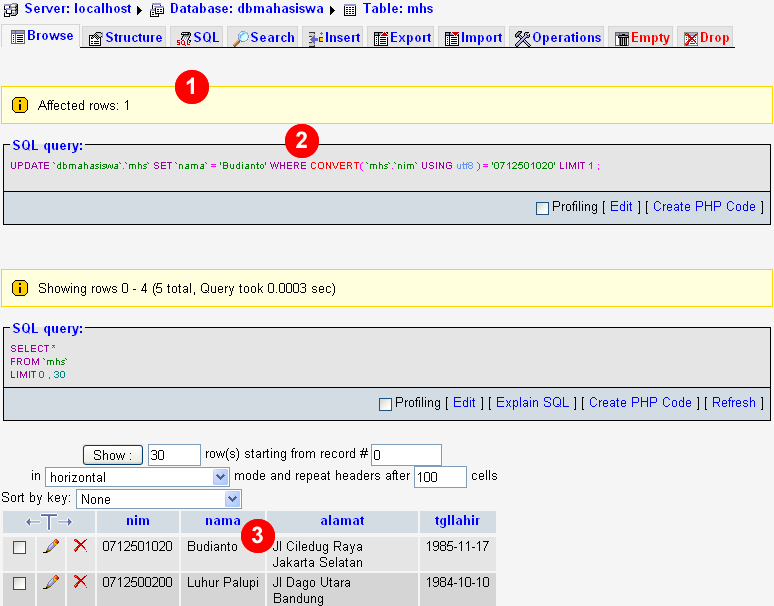 Server: localhost ▸ Database: dbmahasiswa ▸ Table: mhs
Browse Structure SQL Search Insert Export Import Operations Empty Drop
1
Affected rows: 1
2
SQL query:
UPDATE `dbmahasiswa`.`mhs` SET `nama` = 'Budianto' WHERE CONVERT( `mhs`.`nim` USING utf8 ) = '0712501020' LIMIT 1 ;
Profiling [ Edit ] [ Create PHP Code ]
Showing rows 0 - 4 (5 total, Query took 0.0003 sec)
SQL query:
SELECT *
FROM `mhs`
LIMIT 0 , 30
Profiling [ Edit ] [ Explain SQL ] [ Create PHP Code ] [ Refresh ]
Show : 30 row(s) starting from record # 0
in horizontal mode and repeat headers after 100 cells
Sort by key: None
←T→ nim nama alamat tgllahir
3
0712501020 Budianto Jl Ciledug Raya 1985-11-17
Jakarta Selatan
0712500200 Luhur Palupi Jl Dago Utara 1984-10-10
Bandung